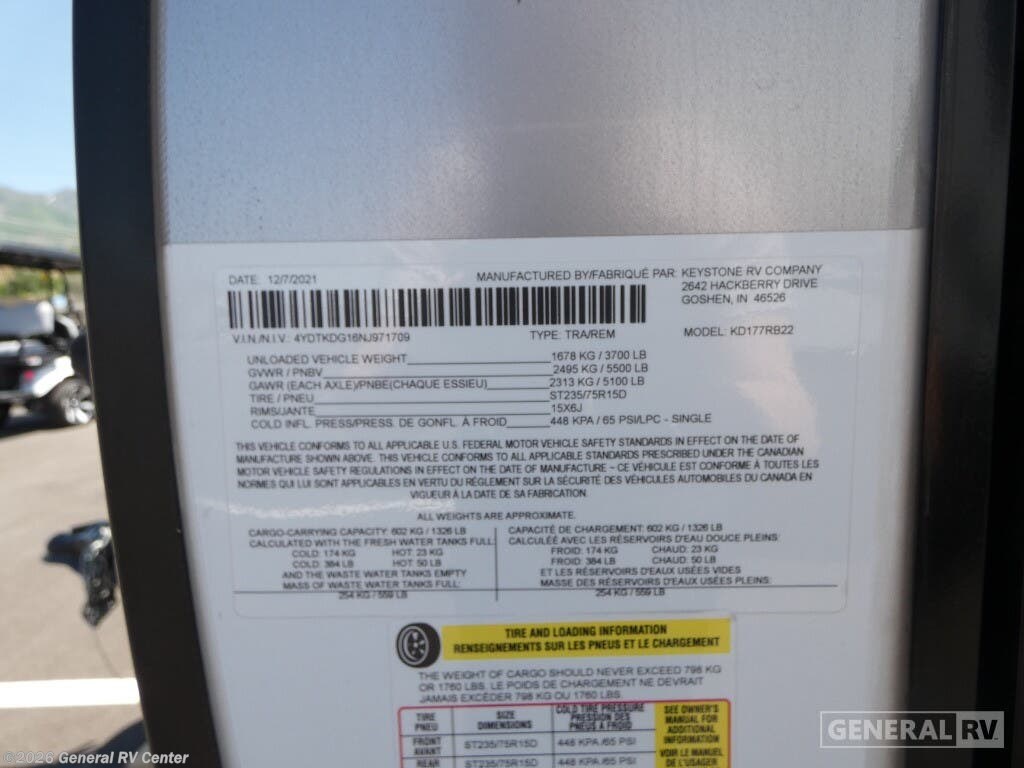 DATE: 12/7/2021 MANUFACTURED BY/FABRIQUÉ PAR: KEYSTONE RV COMPANY
2642 HACKBERRY DRIVE
GOSHEN, IN 46526
V.I.N./N.I.V.: 4YDTKDG16NJ971709 TYPE: TRA/REM MODEL: KD177RB22
UNLOADED VEHICLE WEIGHT 1678 KG / 3700 LB
GVWR / PNBV 2495 KG / 5500 LB
GAWR (EACH AXLE)/PNBE(CHAQUE ESSIEU) 2313 KG / 5100 LB
TIRE / PNEU ST235/75R15D
RIMS/JANTE 15X6J
COLD INFL. PRESS/PRESS. DE GONFL. À FROID 448 KPA / 65 PSI/LPC - SINGLE
THIS VEHICLE CONFORMS TO ALL APPLICABLE U.S. FEDERAL MOTOR VEHICLE SAFETY STANDARDS IN EFFECT ON THE DATE OF
MANUFACTURE SHOWN ABOVE. THIS VEHICLE CONFORMS TO ALL APPLICABLE STANDARDS PRESCRIBED UNDER THE CANADIAN
MOTOR VEHICLE SAFETY REGULATIONS IN EFFECT ON THE DATE OF MANUFACTURE ~ CE VÉHICULE EST CONFORME À TOUTES LES
NORMES QUI LUI SONT APPLICABLES EN VERTU DU RÈGLEMENT SUR LA SÉCURITÉ DES VÉHICULES AUTOMOBILES DU CANADA EN
VIGUEUR À LA DATE DE SA FABRICATION.
ALL WEIGHTS ARE APPROXIMATE.
CARGO-CARRYING CAPACITY: 602 KG / 1326 LB
CALCULATED WITH THE FRESH WATER TANKS FULL:
COLD: 174 KG HOT: 23 KG
COLD: 384 LB HOT: 50 LB
AND THE WASTE WATER TANKS EMPTY
MASS OF WASTE WATER TANKS FULL:
254 KG / 559 LB
CAPACITÉ DE CHARGEMENT: 602 KG / 1326 LB
CALCULÉE AVEC LES RÉSERVOIRS D'EAU DOUCE PLEINS:
FROID: 174 KG CHAUD: 23 KG
FROID: 384 LB CHAUD: 50 LB
ET LES RÉSERVOIRS D'EAUX USÉES VIDES
MASSE DES RÉSERVOIRS D'EAUX USÉES PLEINS:
254 KG / 559 LB
TIRE AND LOADING INFORMATION
RENSEIGNEMENTS SUR LES PNEUS ET LE CHARGEMENT
THE WEIGHT OF CARGO SHOULD NEVER EXCEED 798 KG
OR 1760 LBS. LE POIDS DE CHARGEMENT NE DEVRAIT
JAMAIS EXCÉDER 798 KG OU 1760 LBS.
TIRE
PNEU
SIZE
DIMENSIONS
COLD TIRE PRESSURE
PRESSION DES
PNEUS À FROID
SEE OWNER'S
MANUAL FOR
ADDITIONAL
INFORMATION
VOIR LE MANUEL
DE L'USAGER
FRONT
AVANT
ST235/75R15D 448 KPA /65 PSI
REAR ST235/75R15D 448 KPA /65 PSI
GENERAL RV
©2026 General RV Center